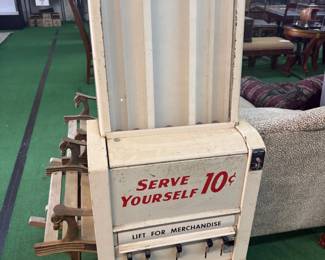 SERVE 10¢
YOURSELF
LIFT FOR MERCHANDISE